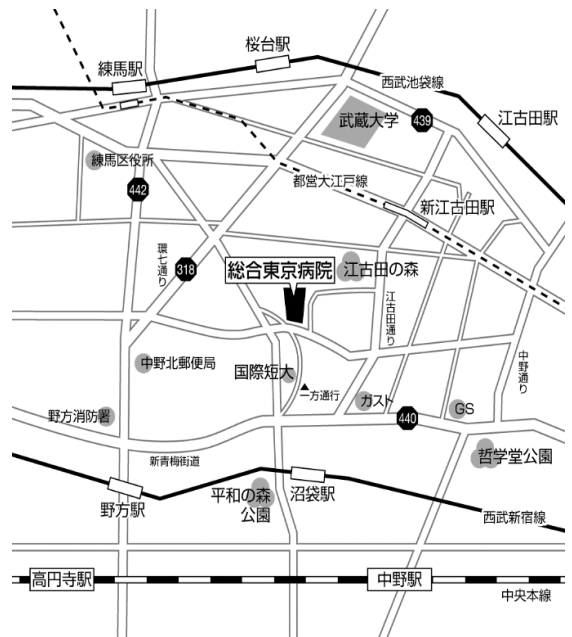 桜台駅
練馬駅
西武池袋線
江古田駅
武蔵大学
439
練馬区役所
都営大江戸線
442
新江古田駅
環七通り
318
総合東京病院
江古田の森
江古田通り
中野通り
中野北郵便局
国際短大
▲
一方通行
ガスト
GS
野方消防署
440
新青梅街道
哲学堂公園
野方駅
平和の森
公園
沼袋駅
西武新宿線
高円寺駅
中野駅
中央本線